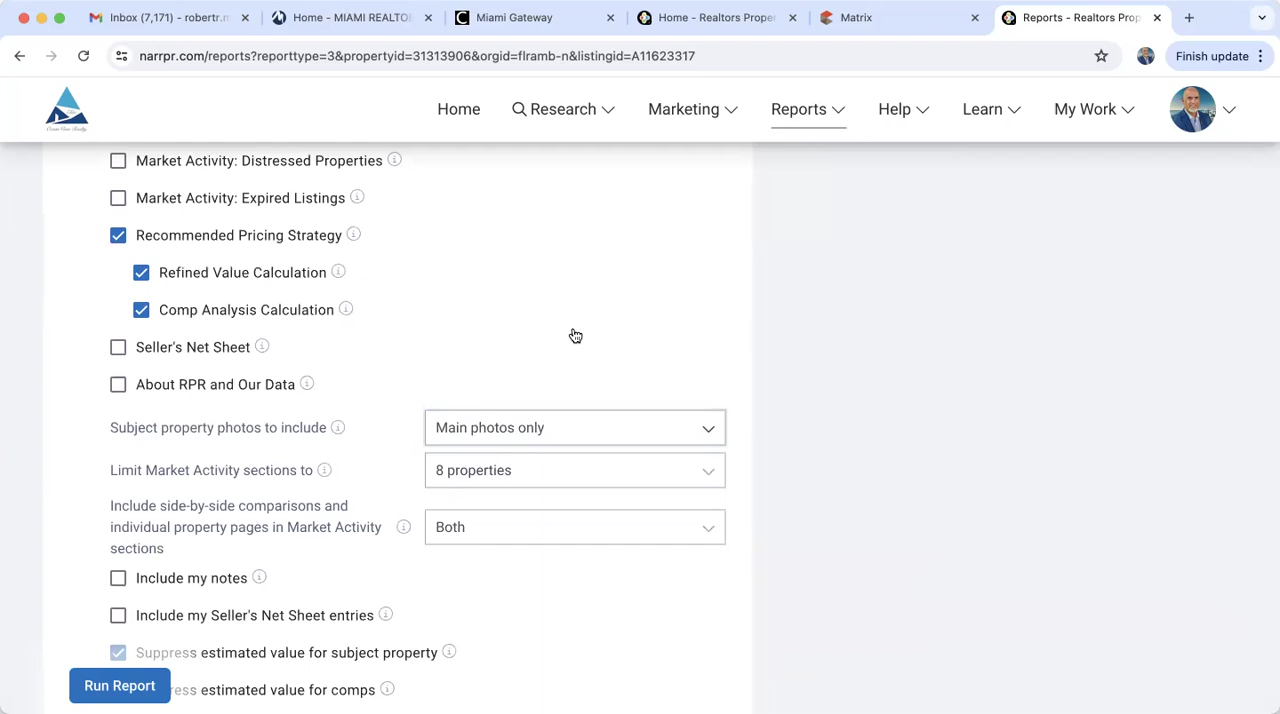 Inbox (7,171) - robertr.m
Home - MIAMI REALTO
Miami Gateway
Home - Realtors Proper
Matrix
Reports - Realtors Prop
narrpr.com/reports?reporttype=3&propertyid=31313906&orgid=flramb-n&listingid=A11623317
Finish update
Home
Research
Marketing
Reports
Help
Learn
My Work
Market Activity: Distressed Properties
Market Activity: Expired Listings
Recommended Pricing Strategy
Refined Value Calculation
Comp Analysis Calculation
Seller's Net Sheet
About RPR and Our Data
Subject property photos to include
Main photos only
Limit Market Activity sections to
8 properties
Include side-by-side comparisons and
individual property pages in Market Activity
sections
Both
Include my notes
Include my Seller's Net Sheet entries
Suppress estimated value for subject property
Run Report
ress estimated value for comps